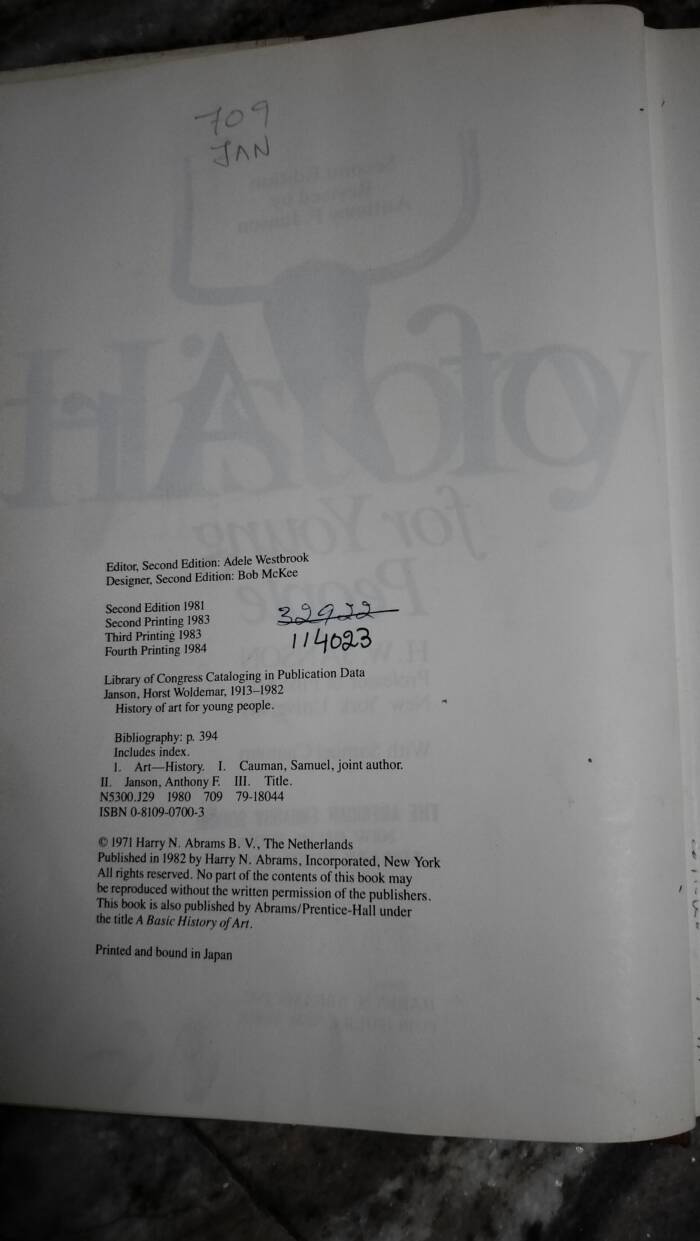 709
JAN
Editor, Second Edition: Adele Westbrook
Designer, Second Edition: Bob McKee
Second Edition 1981
Second Printing 1983
Third Printing 1983
Fourth Printing 1984
32922
114023
Library of Congress Cataloging in Publication Data
Janson, Horst Woldemar, 1913–1982
History of art for young people.
Bibliography: p. 394
Includes index.
1. Art—History. I. Cauman, Samuel, joint author.
II. Janson, Anthony F. III. Title.
N5300.J29 1980 709 79-18044
ISBN 0-8109-0700-3
© 1971 Harry N. Abrams B. V., The Netherlands
Published in 1982 by Harry N. Abrams, Incorporated, New York
All rights reserved. No part of the contents of this book may
be reproduced without the written permission of the publishers.
This book is also published by Abrams/Prentice-Hall under
the title A Basic History of Art.
Printed and bound in Japan